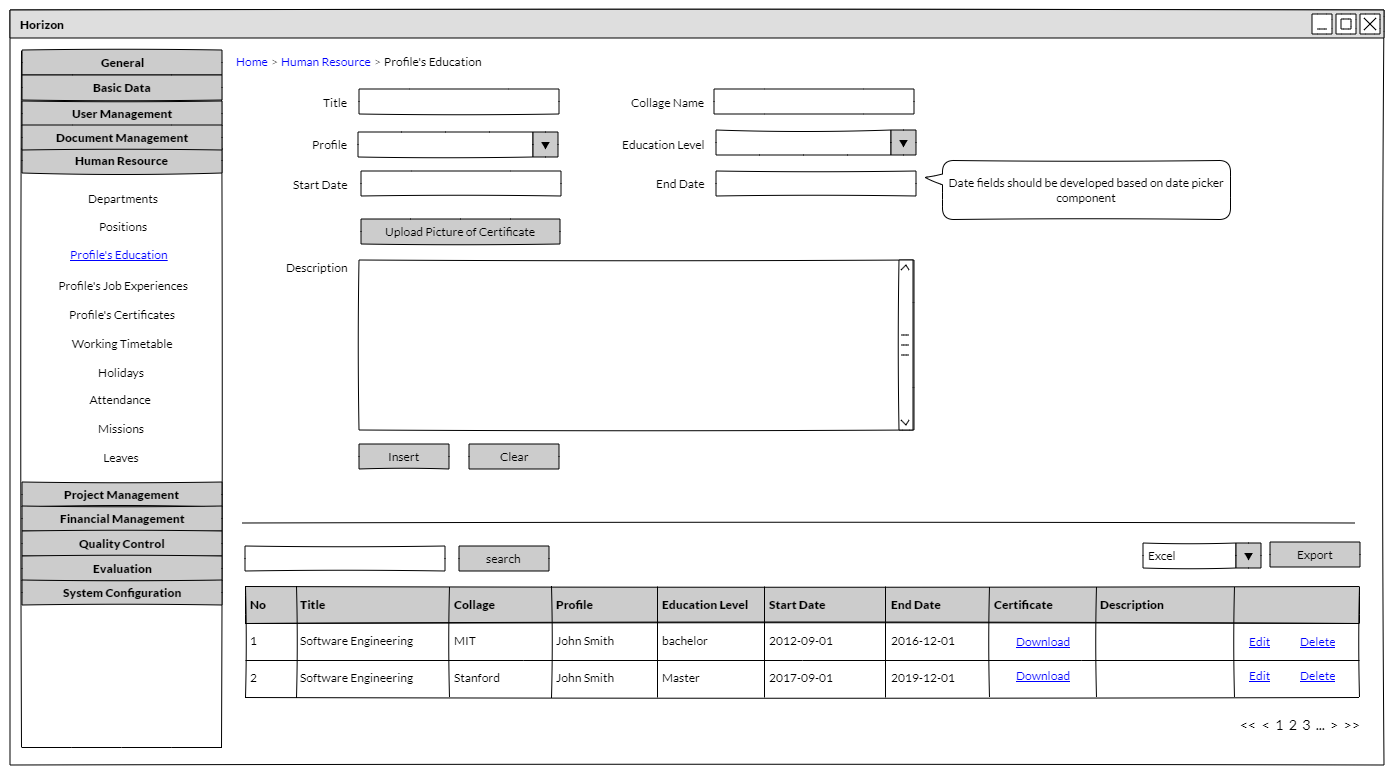 Horizon
General
Basic Data
User Management
Document Management
Human Resource
Departments
Positions
Profile's Education
Profile's Job Experiences
Profile's Certificates
Working Timetable
Holidays
Attendance
Missions
Leaves
Project Management
Financial Management
Quality Control
Evaluation
System Configuration
Home > Human Resource > Profile's Education
Title
Collage Name
Profile
Education Level
Start Date
End Date
Date fields should be developed based on date picker
component
Upload Picture of Certificate
Description
Insert
Clear
search
Excel
Export
No Title Collage Profile Education Level Start Date End Date Certificate Description
1 Software Engineering MIT John Smith bachelor 2012-09-01 2016-12-01 Download Edit Delete
2 Software Engineering Stanford John Smith Master 2017-09-01 2019-12-01 Download Edit Delete
<< < 1 2 3 ... > >>